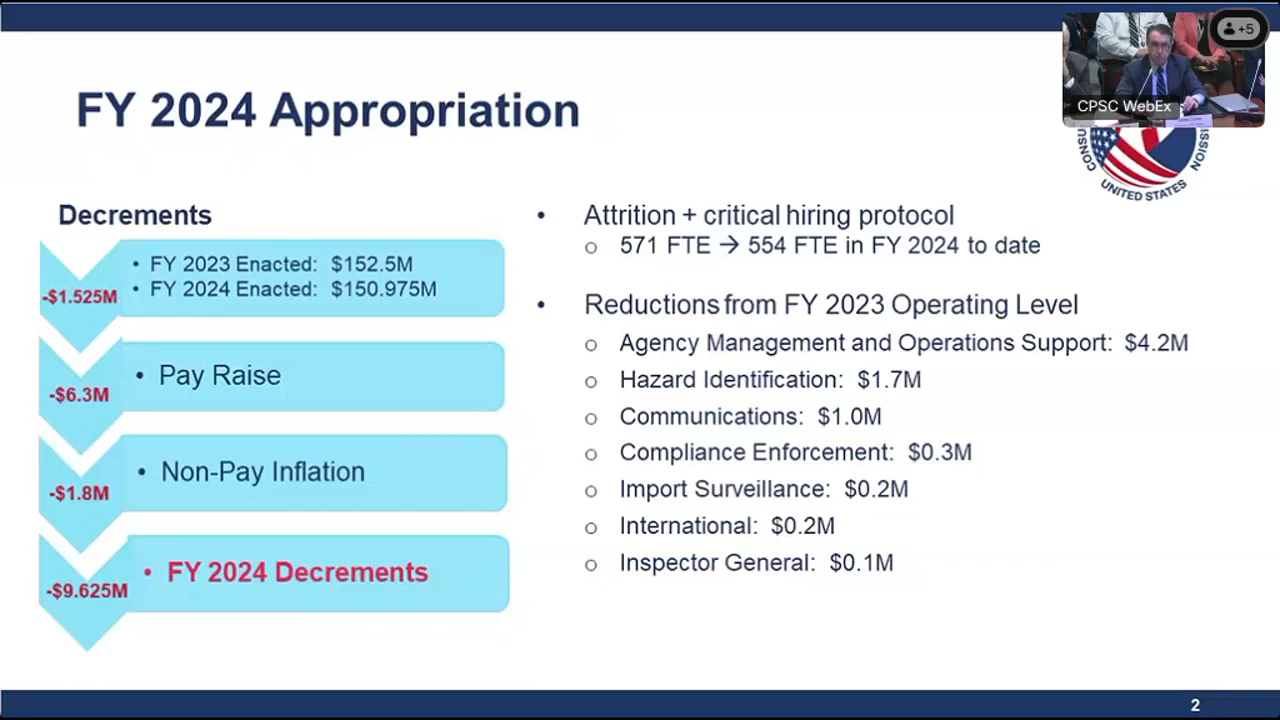 FY 2024 Appropriation
+5
CPSC WebEx
UNITED STATES
Decrements
-$1.525M
• FY 2023 Enacted: $152.5M
• FY 2024 Enacted: $150.975M
-$6.3M
• Pay Raise
-$1.8M
• Non-Pay Inflation
-$9.625M
• FY 2024 Decrements
• Attrition + critical hiring protocol
o 571 FTE → 554 FTE in FY 2024 to date
• Reductions from FY 2023 Operating Level
o Agency Management and Operations Support: $4.2M
o Hazard Identification: $1.7M
o Communications: $1.0M
o Compliance Enforcement: $0.3M
o Import Surveillance: $0.2M
o International: $0.2M
o Inspector General: $0.1M
2